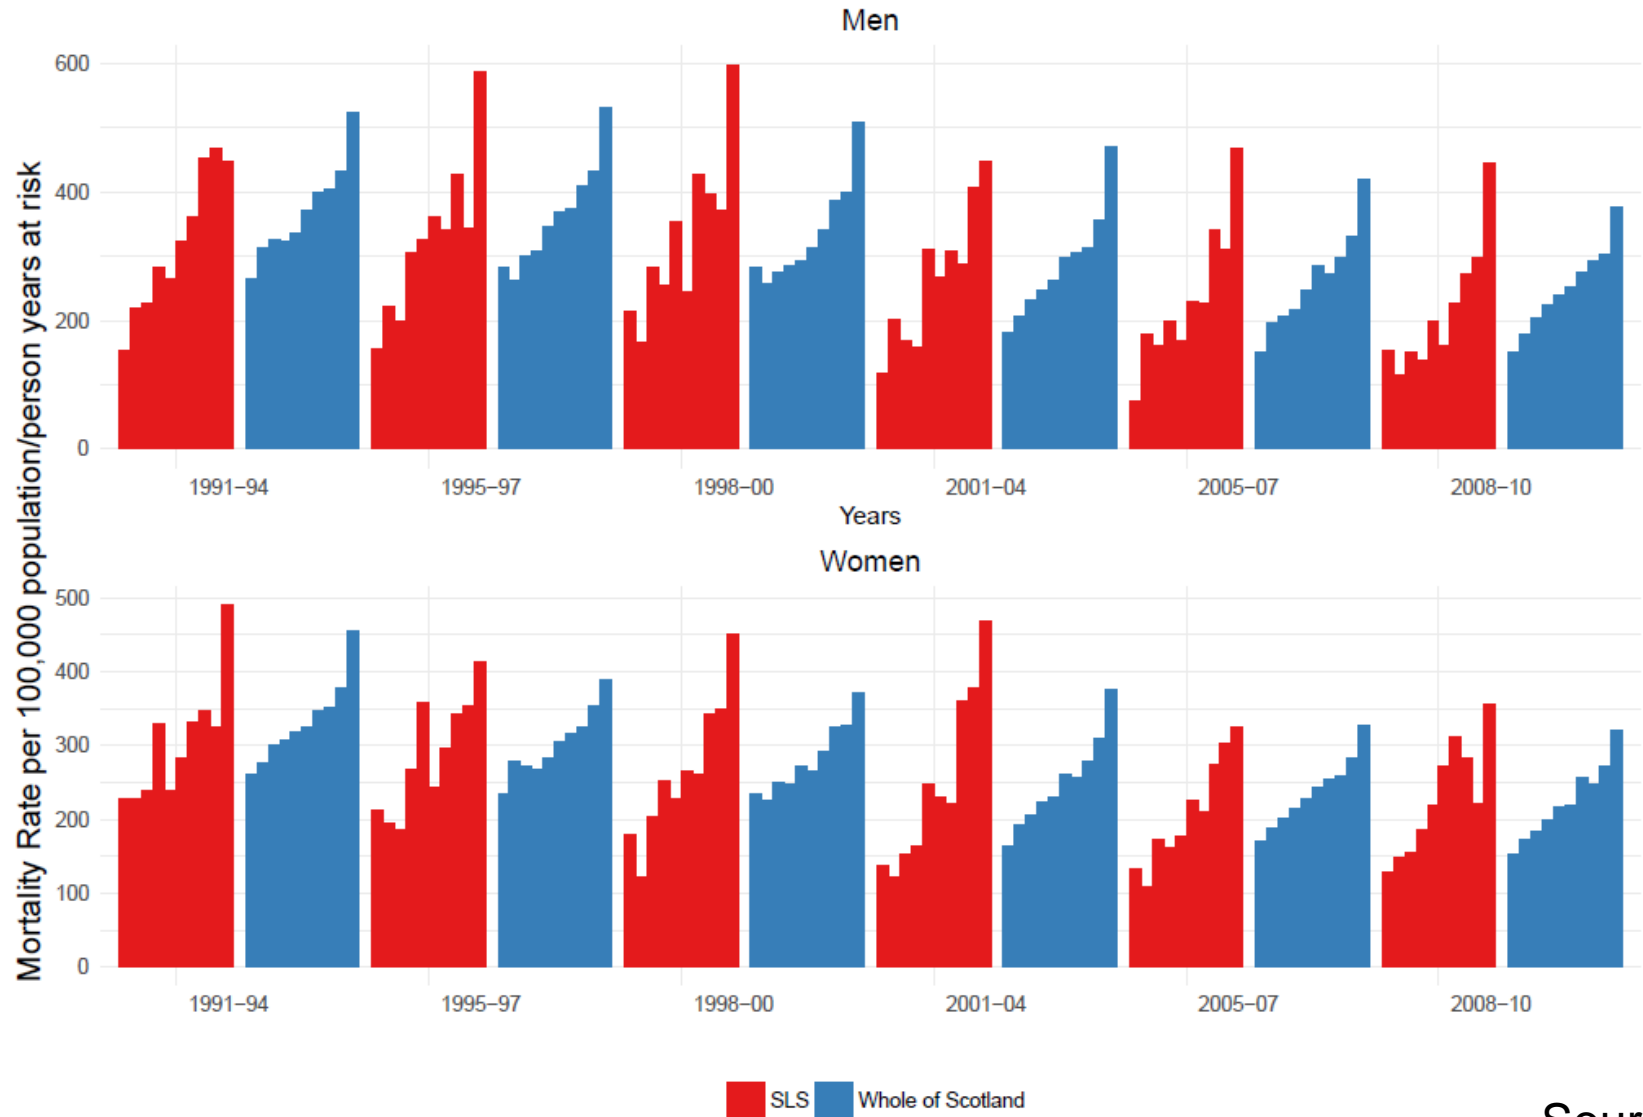 Men
Mortality Rate per 100,000 population/person years at risk
600
400
200
0
1991–94 1995–97 1998–00 2001–04 2005–07 2008–10
Years
Women
500
400
300
200
100
0
1991–94 1995–97 1998–00 2001–04 2005–07 2008–10
SLS Whole of Scotland